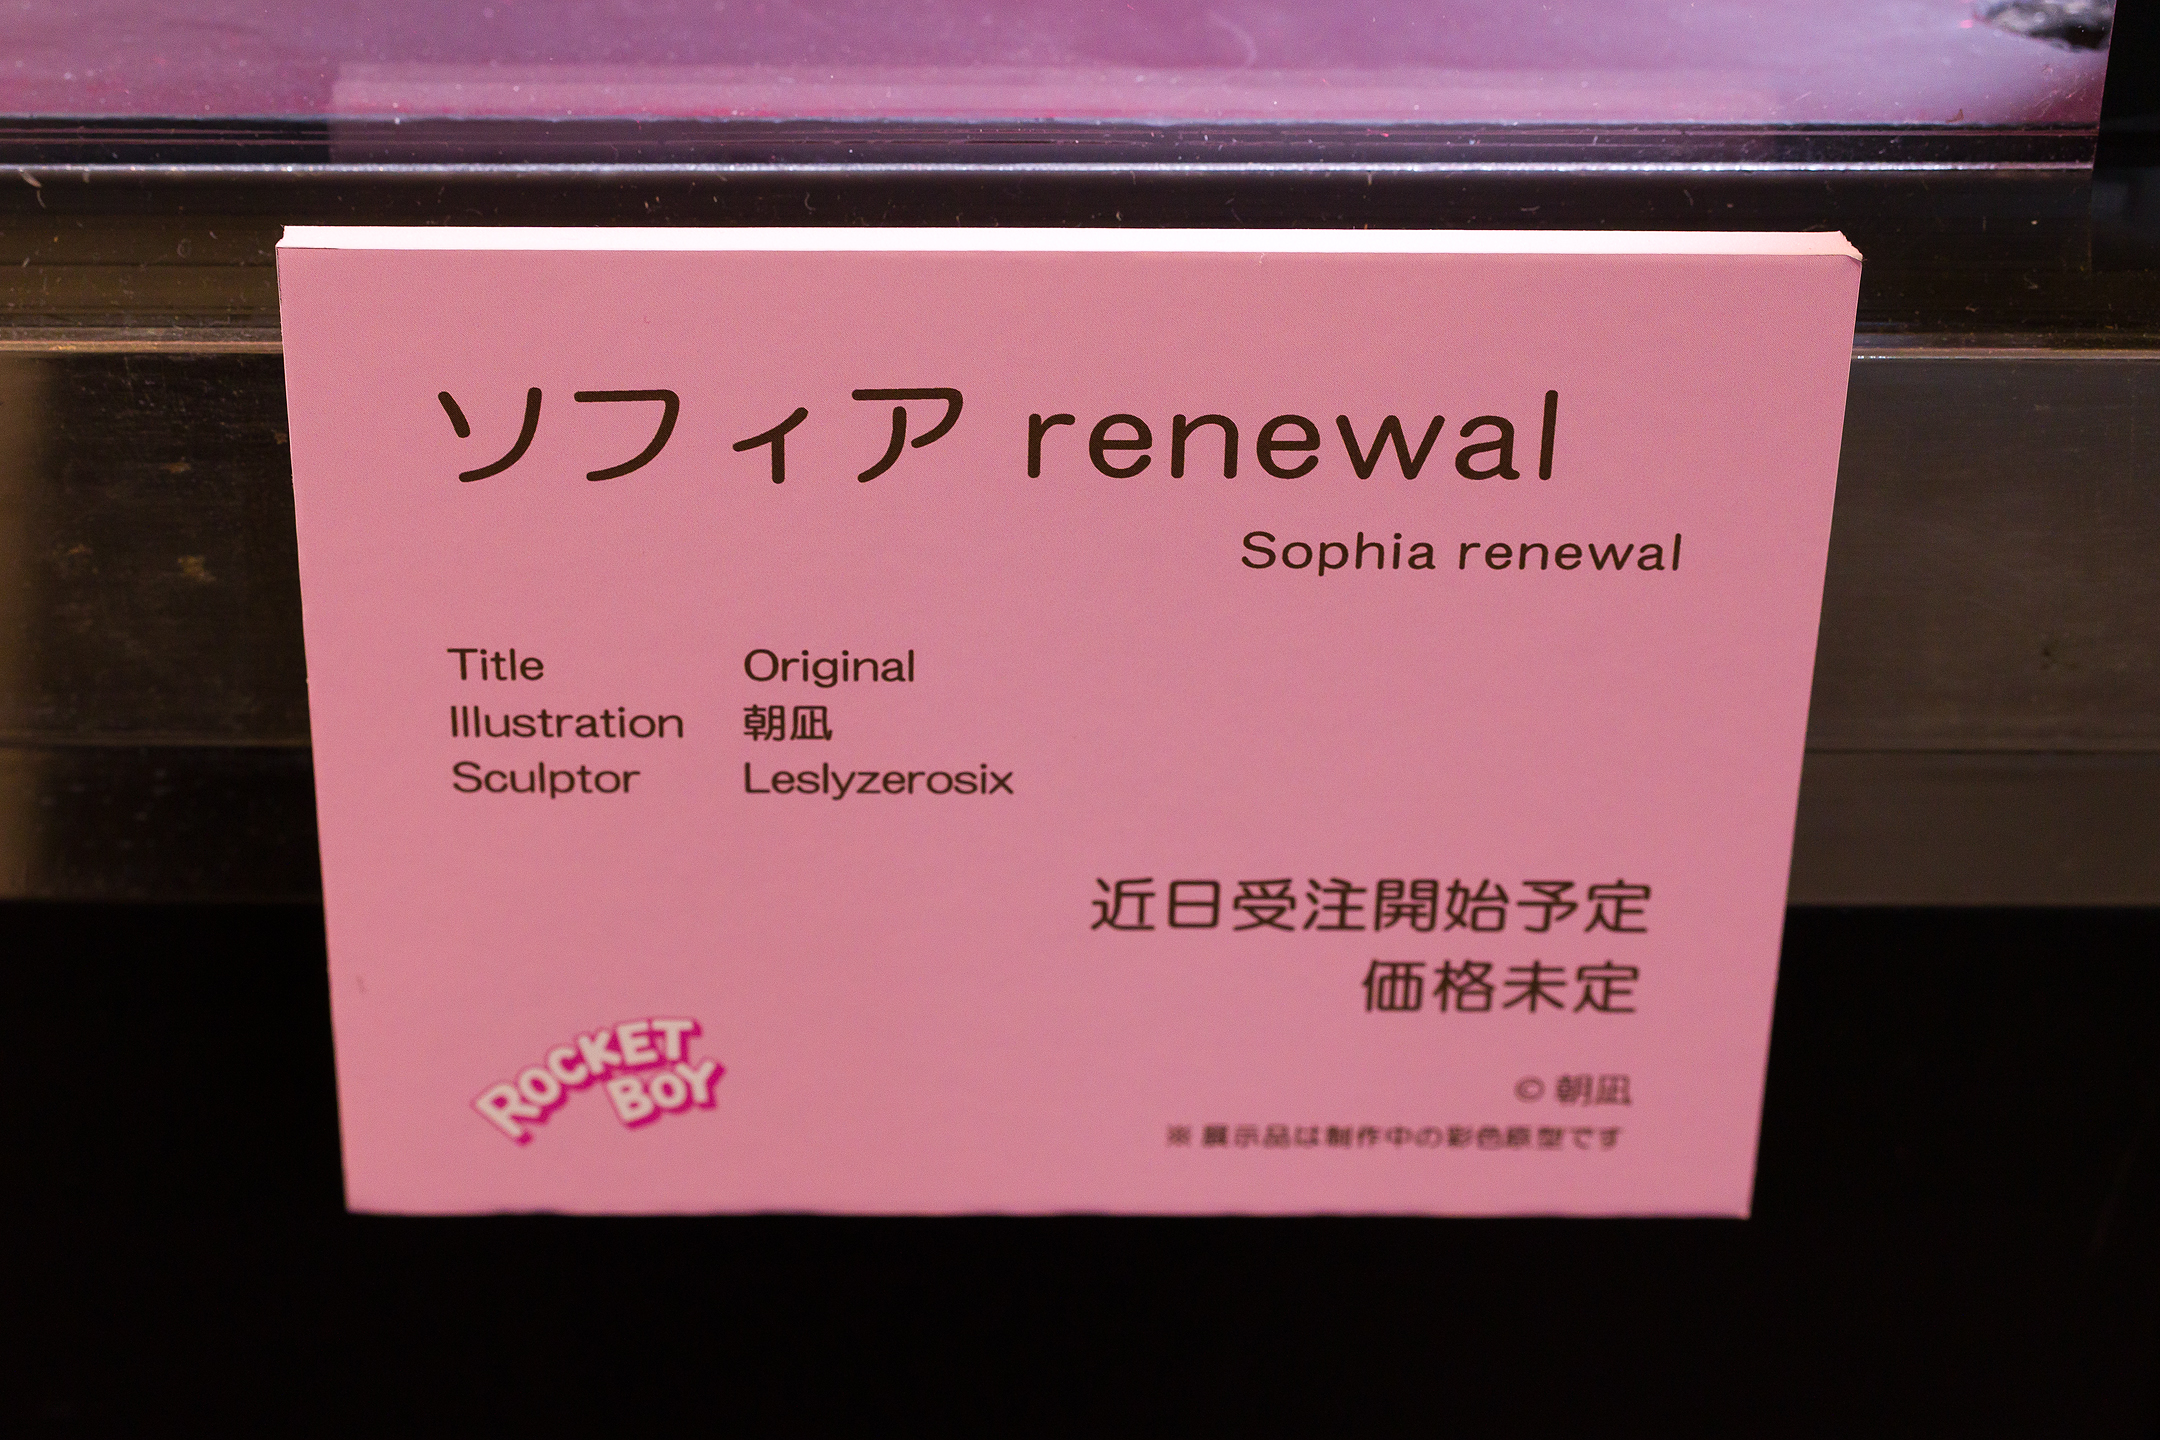 ソフィア renewal
Sophia renewal
Title Original
Illustration 朝凪
Sculptor Leslyzerosix
近日受注開始予定
価格未定
ROCKET
BOY
© 朝凪
※ 展示品は制作中の彩色原型です